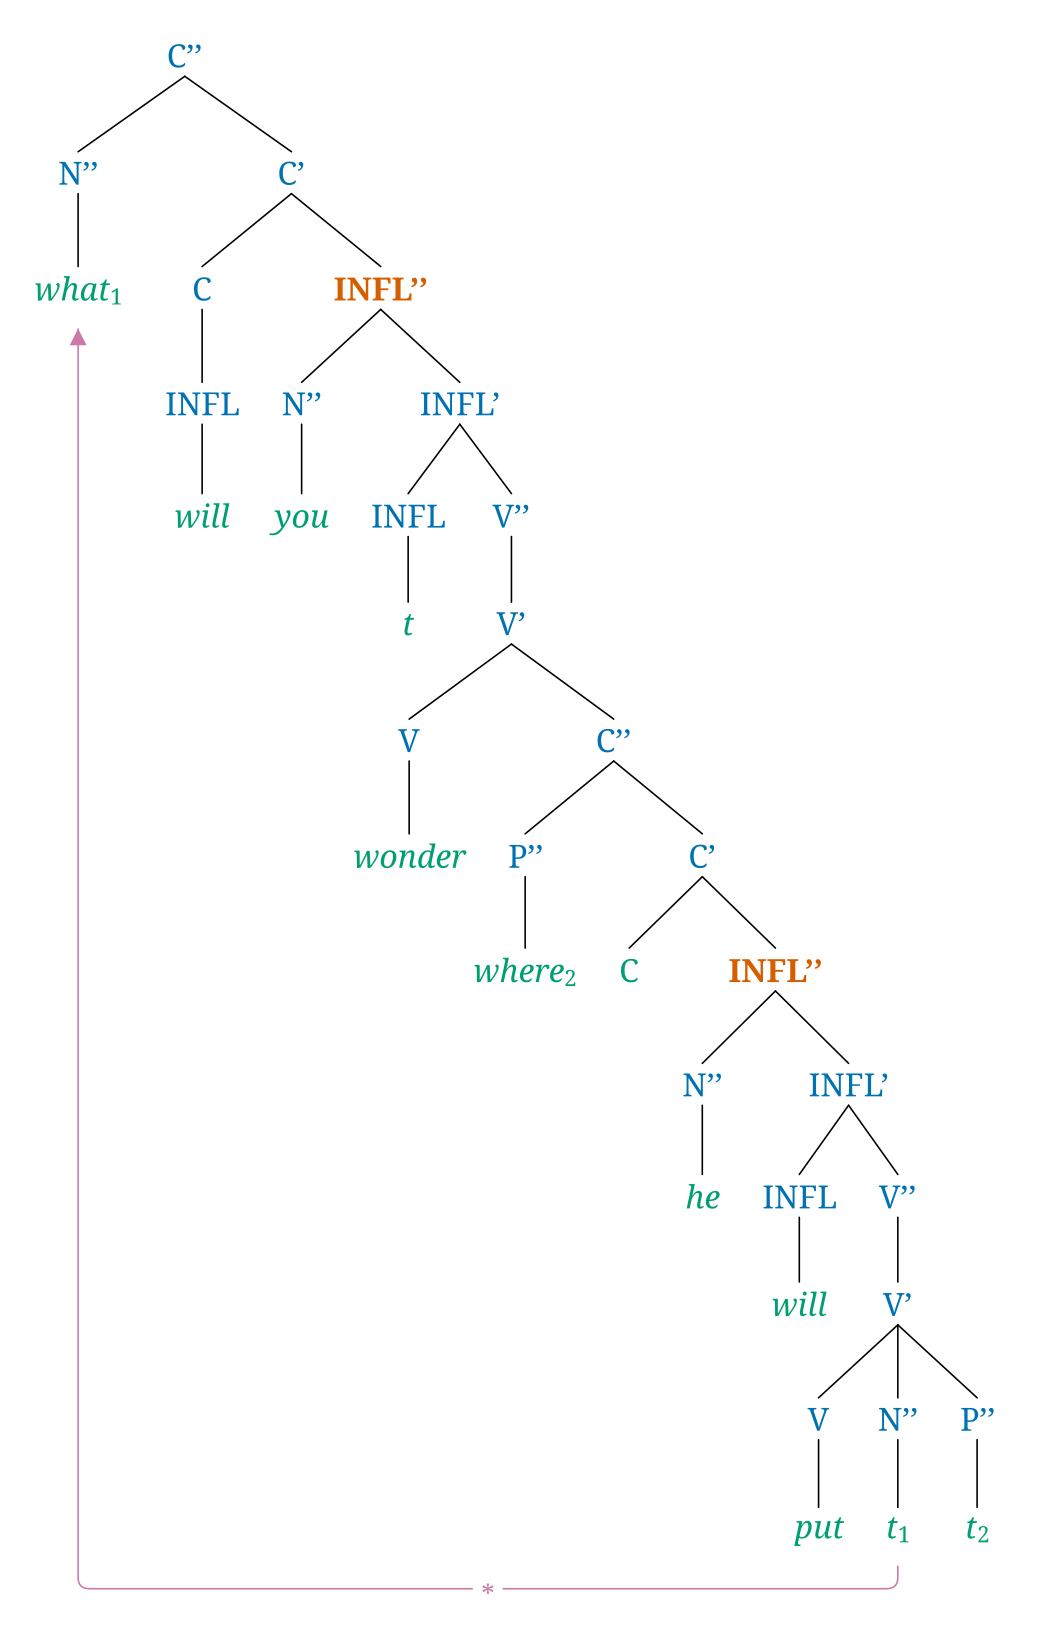 C’’
N’’ C’
what₁ C INFL’’
INFL N’’ INFL’
will you INFL V’’
t V’
V C’’
wonder P’’ C’
where₂ C INFL’’
N’’ INFL’
he INFL V’’
will V’
V N’’ P’’
put t₁ t₂
*